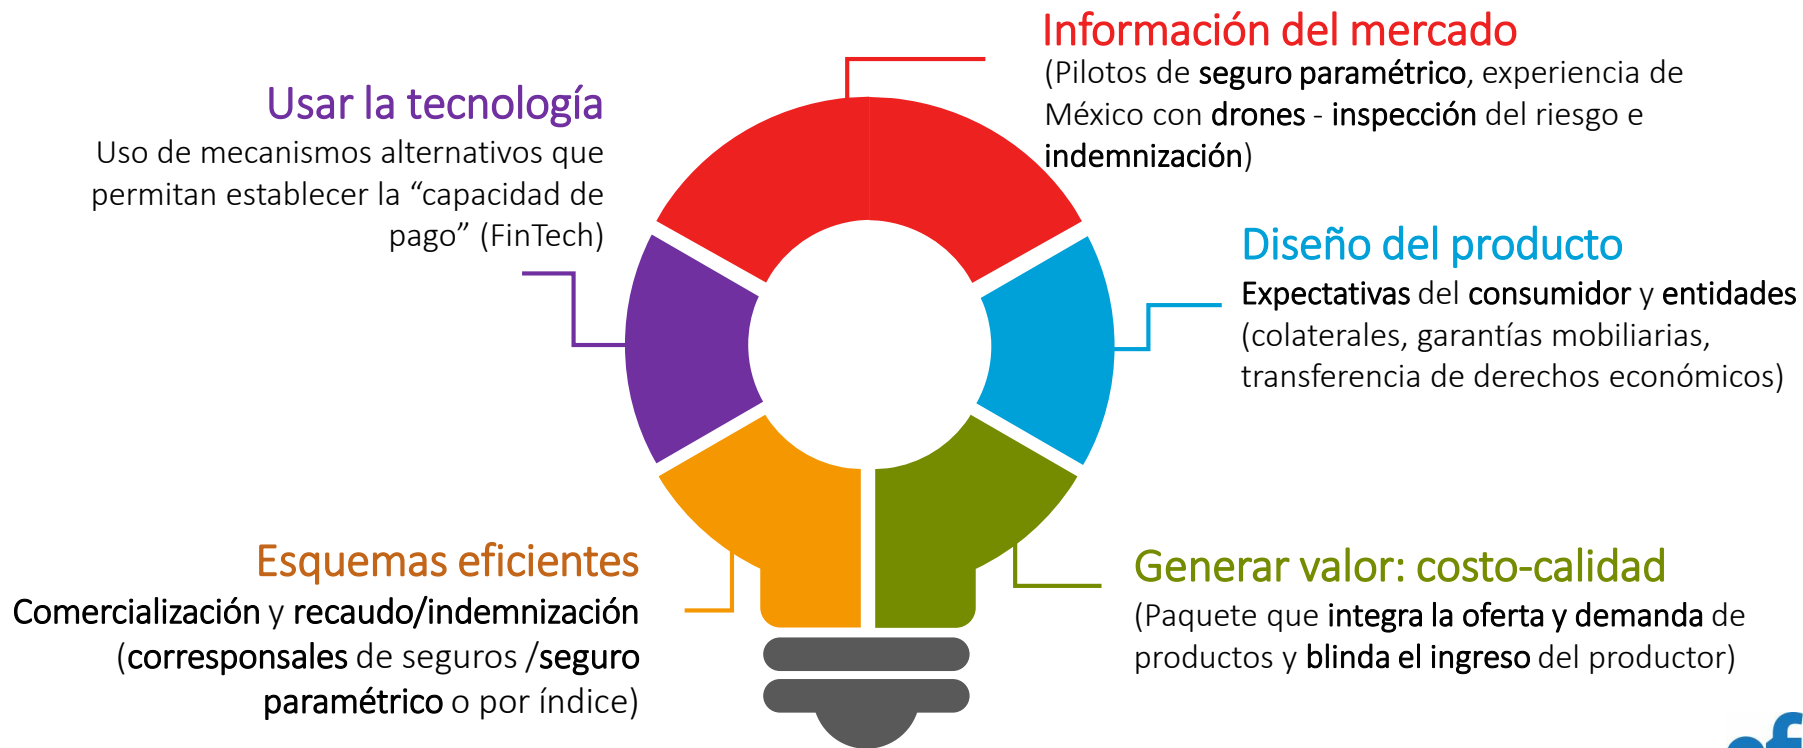 Información del mercado
(Pilotos de seguro paramétrico, experiencia de
México con drones - inspección del riesgo e
indemnización)
Usar la tecnología
Uso de mecanismos alternativos que
permitan establecer la “capacidad de
pago” (FinTech)
Diseño del producto
Expectativas del consumidor y entidades
(colaterales, garantías mobiliarias,
transferencia de derechos económicos)
Esquemas eficientes
Comercialización y recaudo/indemnización
(corresponsales de seguros /seguro
paramétrico o por índice)
Generar valor: costo-calidad
(Paquete que integra la oferta y demanda de
productos y blinda el ingreso del productor)